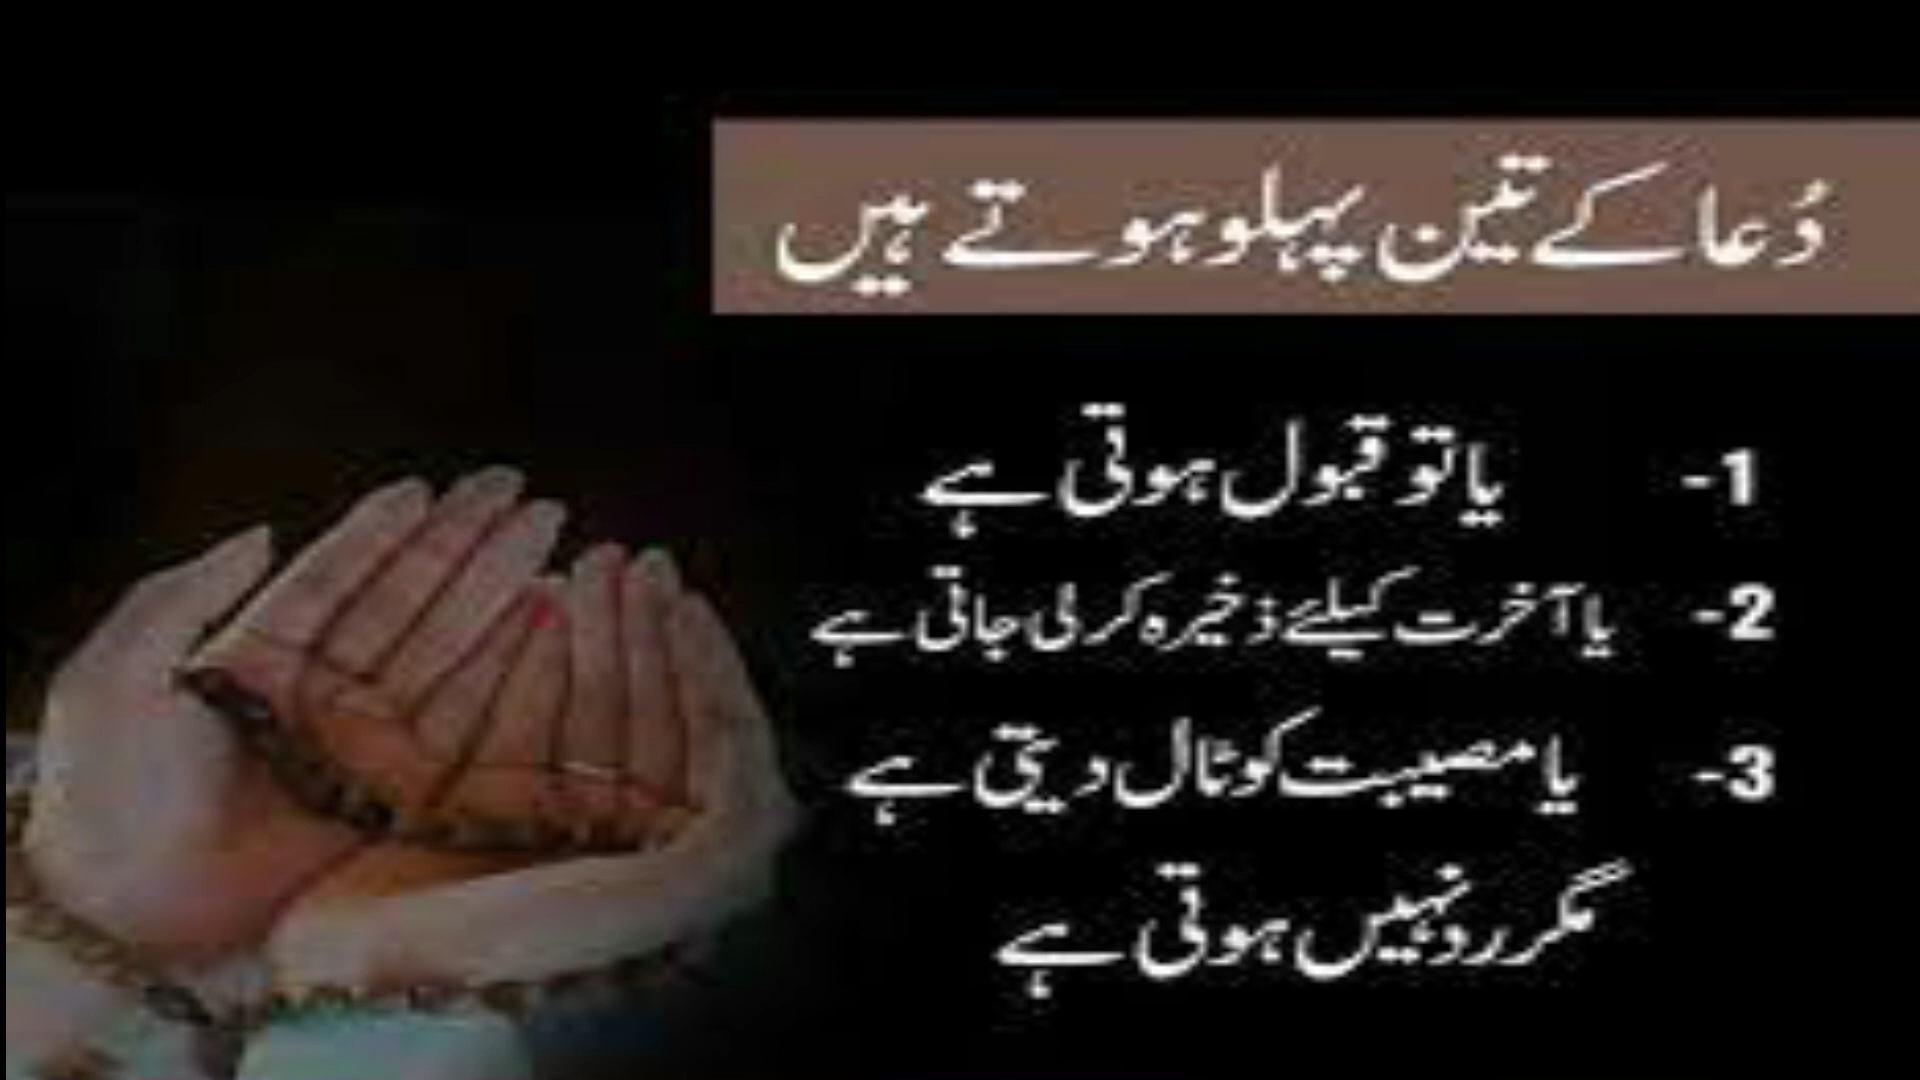 دُعا کے تین پہلو ہوتے ہیں
1- یا تو قبول ہوتی ہے
2- یا آخرت کیلئے ذخیرہ کر لی جاتی ہے
3- یا مصیبت کو ٹال دیتی ہے
مگر رد نہیں ہوتی ہے